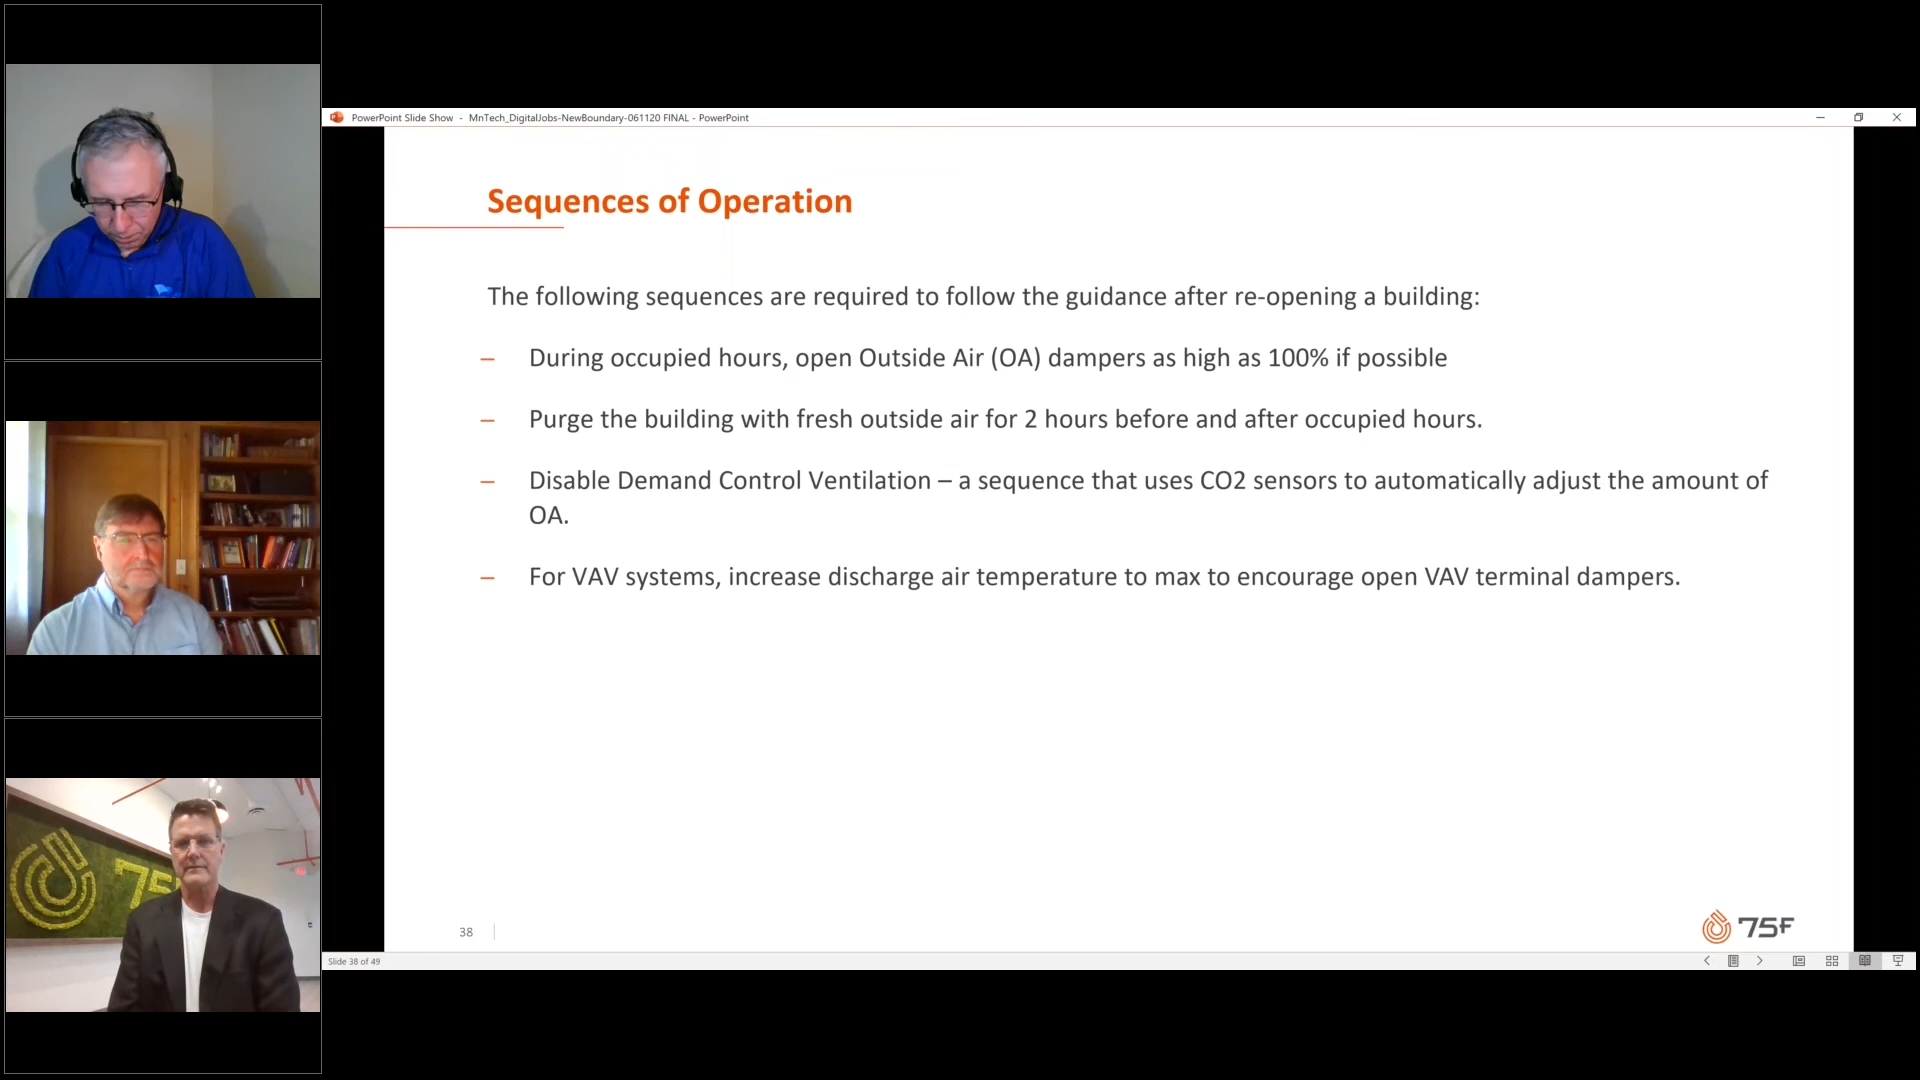 PowerPoint Slide Show - MnTech_DigitalJobs-NewBoundary-061120 FINAL - PowerPoint
Sequences of Operation
The following sequences are required to follow the guidance after re-opening a building:
– During occupied hours, open Outside Air (OA) dampers as high as 100% if possible
– Purge the building with fresh outside air for 2 hours before and after occupied hours.
– Disable Demand Control Ventilation – a sequence that uses CO2 sensors to automatically adjust the amount of
OA.
– For VAV systems, increase discharge air temperature to max to encourage open VAV terminal dampers.
75F
38
75F
Slide 38 of 49